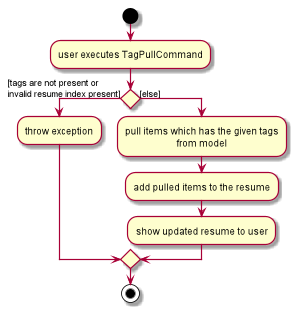 user executes TagPullCommand
[tags are not present or
invalid resume index present]
[else]
throw exception
pull items which has the given tags
from model
add pulled items to the resume
show updated resume to user